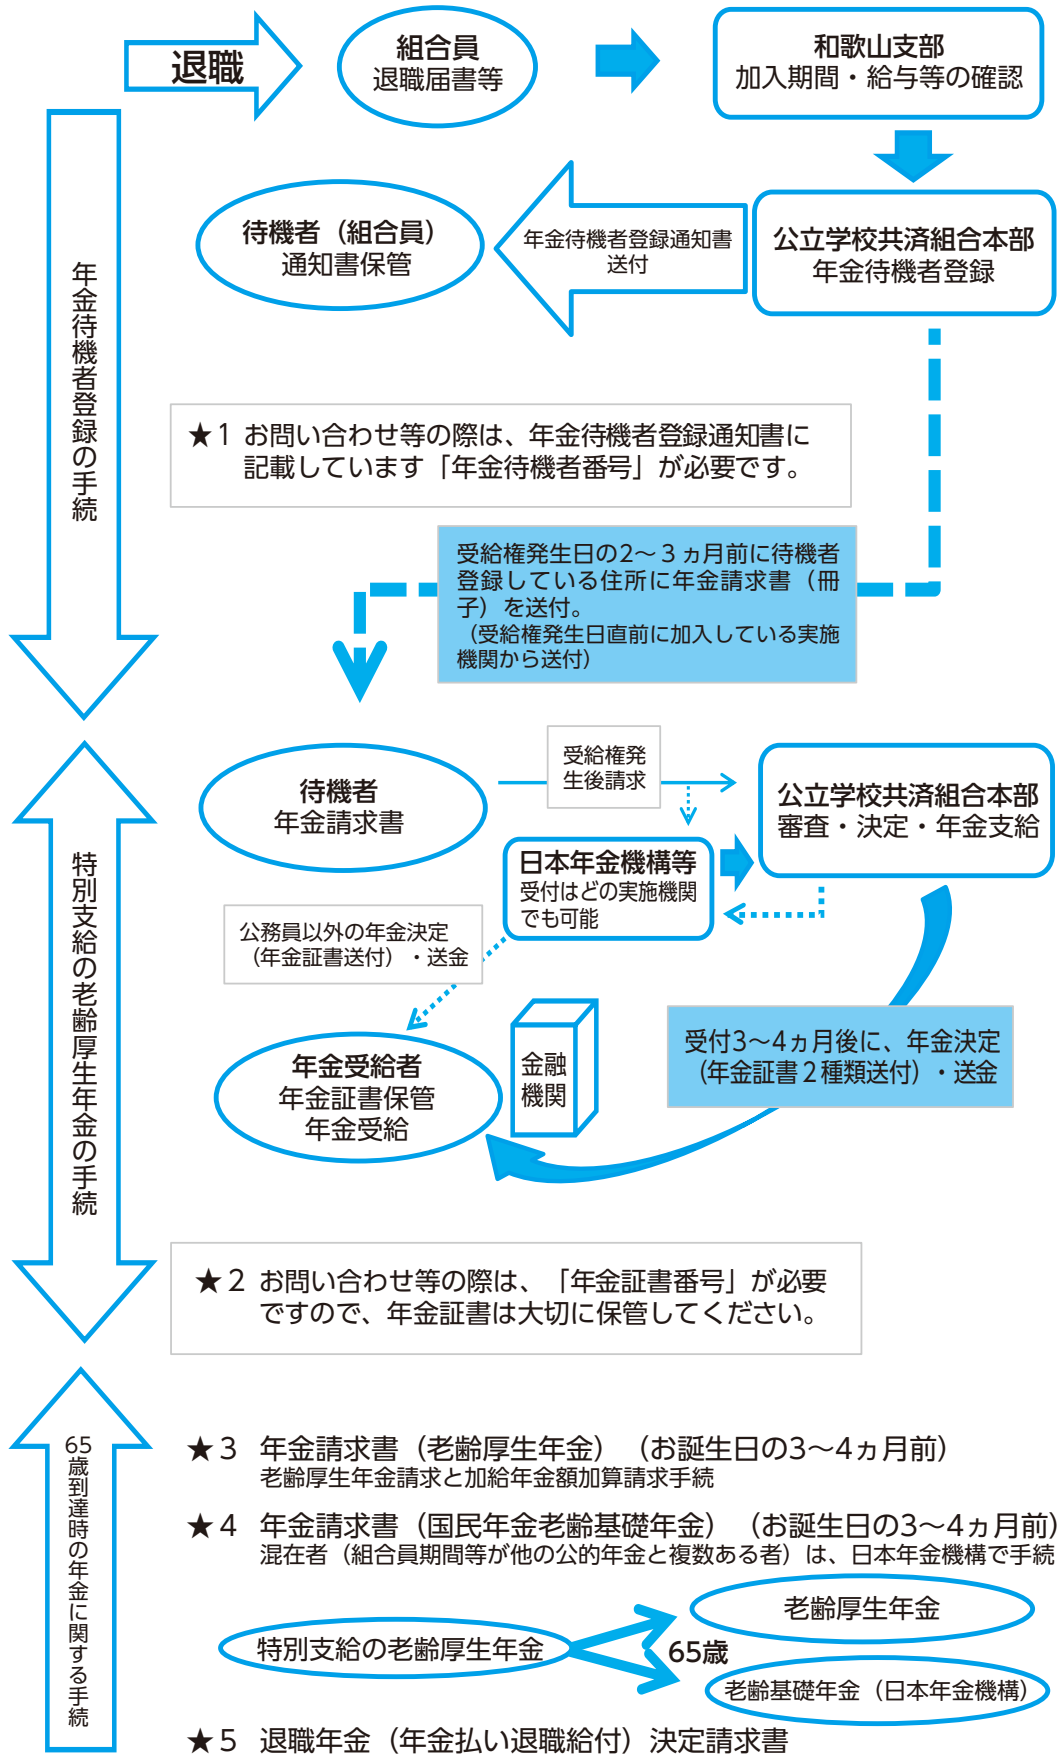 退職
組合員
退職届書等
和歌山支部
加入期間・給与等の確認
公立学校共済組合本部
年金待機者登録
年金待機者登録通知書
送付
待機者（組合員）
通知書保管
年金待機者登録の手続
★1 お問い合わせ等の際は、年金待機者登録通知書に
記載しています「年金待機者番号」が必要です。
受給権発生日の2～3ヵ月前に待機者
登録している住所に年金請求書（冊
子）を送付。
（受給権発生日直前に加入している実施
機関から送付）
特別支給の老齢厚生年金の手続
待機者
年金請求書
受給権発
生後請求
公立学校共済組合本部
審査・決定・年金支給
日本年金機構等
受付はどの実施機関
でも可能
公務員以外の年金決定
（年金証書送付）・送金
年金受給者
年金証書保管
年金受給
金融
機関
受付3～4ヵ月後に、年金決定
（年金証書２種類送付）・送金
★２ お問い合わせ等の際は、「年金証書番号」が必要
ですので、年金証書は大切に保管してください。
65歳到達時の年金に関する手続
★３ 年金請求書（老齢厚生年金）（お誕生日の3～4ヵ月前）
老齢厚生年金請求と加給年金額加算請求手続
★４ 年金請求書（国民年金老齢基礎年金）（お誕生日の3～4ヵ月前）
混在者（組合員期間等が他の公的年金と複数ある者）は、日本年金機構で手続
特別支給の老齢厚生年金
65歳
老齢厚生年金
老齢基礎年金（日本年金機構）
★５ 退職年金（年金払い退職給付）決定請求書